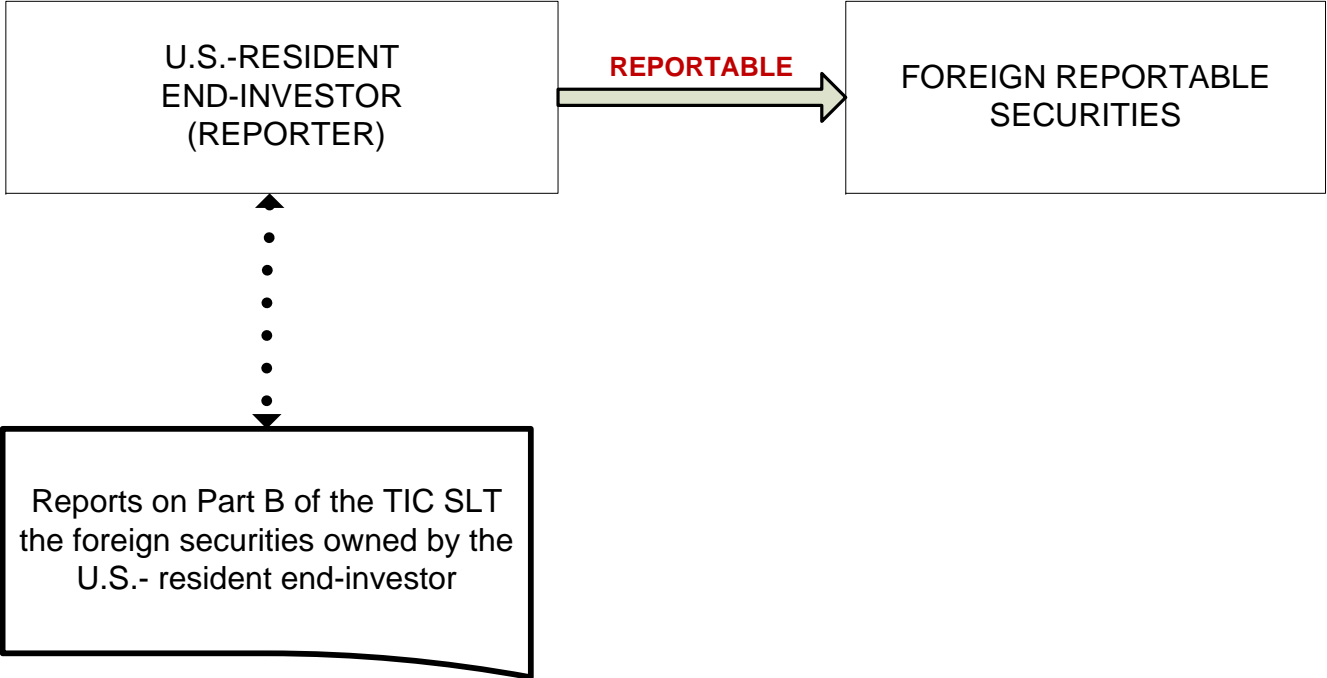 U.S.-RESIDENT
END-INVESTOR
(REPORTER)
REPORTABLE
FOREIGN REPORTABLE
SECURITIES
Reports on Part B of the TIC SLT
the foreign securities owned by the
U.S.- resident end-investor